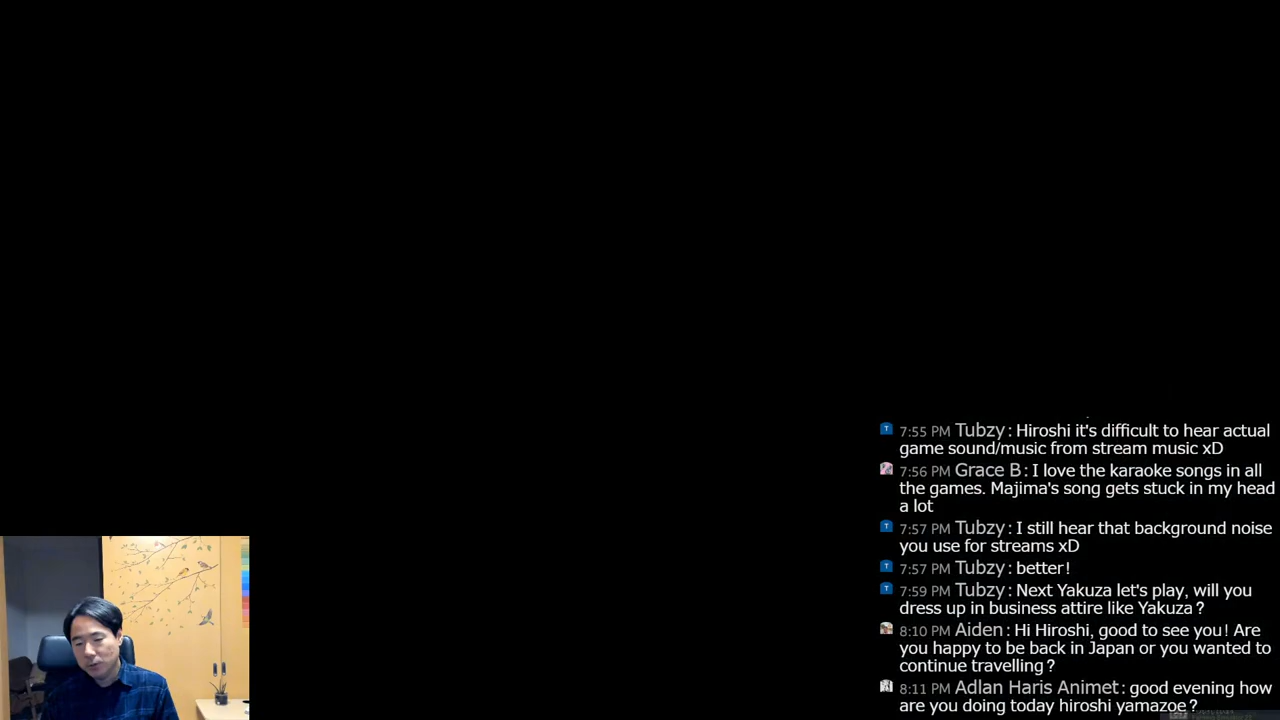 T 7:55 PM Tubzy: Hiroshi it's difficult to hear actual
game sound/music from stream music xD
7:56 PM Grace B: I love the karaoke songs in all
the games. Majima's song gets stuck in my head
a lot
T 7:57 PM Tubzy: I still hear that background noise
you use for streams xD
T 7:57 PM Tubzy: better!
T 7:59 PM Tubzy: Next Yakuza let's play, will you
dress up in business attire like Yakuza?
8:10 PM Aiden: Hi Hiroshi, good to see you! Are
you happy to be back in Japan or you wanted to
continue travelling?
8:11 PM Adlan Haris Animet: good evening how
are you doing today hiroshi yamazoe?